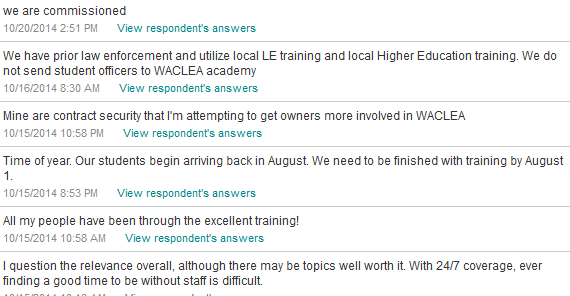 we are commissioned
10/20/2014 2:51 PM View respondent's answers
We have prior law enforcement and utilize local LE training and local Higher Education training. We do
not send student officers to WACLEA academy
10/16/2014 8:30 AM View respondent's answers
Mine are contract security that I'm attempting to get owners more involved in WACLEA
10/15/2014 10:58 PM View respondent's answers
Time of year. Our students begin arriving back in August. We need to be finished with training by August
1.
10/15/2014 8:53 PM View respondent's answers
All my people have been through the excellent training!
10/15/2014 10:58 AM View respondent's answers
I question the relevance overall, although there may be topics well worth it. With 24/7 coverage, ever
finding a good time to be without staff is difficult.